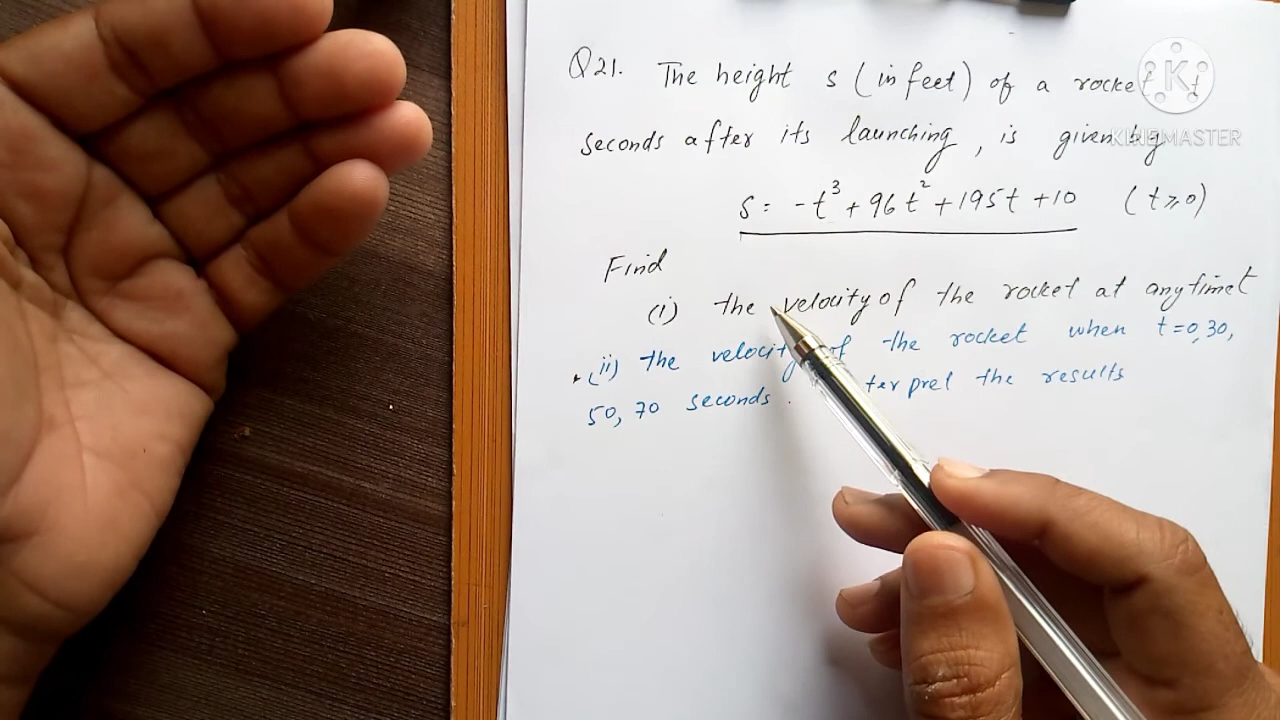 Q21. The height s (in feet) of a rocket t
seconds after its launching, is given by
s = -t³ + 96t² + 195t + 10 (t ≥ 0)
Find
(i) the velocity of the rocket at any time t
(ii) the velocity of the rocket when t = 0, 30,
50, 70 seconds. the results
K
KINEMASTER